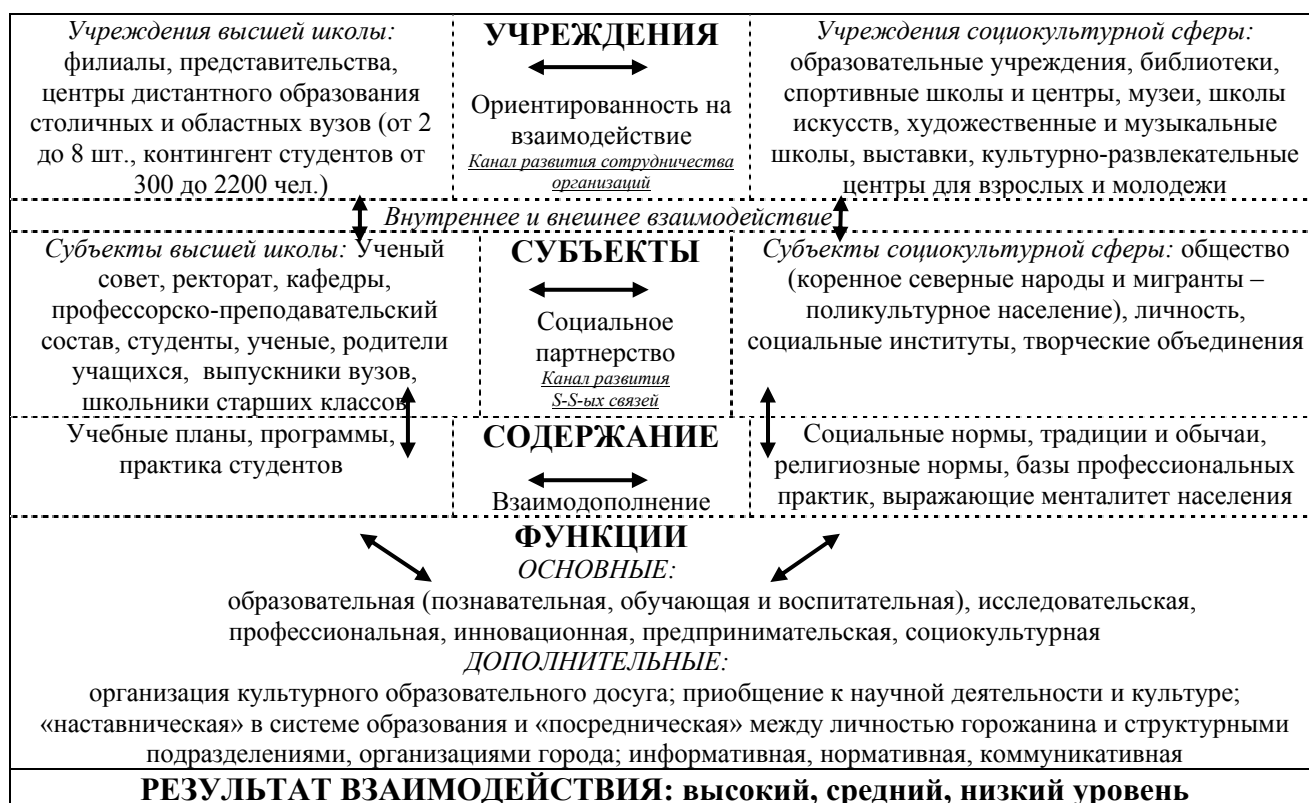 Учреждения высшей школы:
филиалы, представительства,
центры дистантного образования
столичных и областных вузов (от 2
до 8 шт., контингент студентов от
300 до 2200 чел.)
УЧРЕЖДЕНИЯ
Ориентированность на
взаимодействие
Канал развития сотрудничества
организаций
Учреждения социокультурной сферы:
образовательные учреждения, библиотеки,
спортивные школы и центры, музеи, школы
искусств, художественные и музыкальные
школы, выставки, культурно-развлекательные
центры для взрослых и молодежи
Внутреннее и внешнее взаимодействие
Субъекты высшей школы: Ученый
совет, ректорат, кафедры,
профессорско-преподавательский
состав, студенты, ученые, родители
учащихся, выпускники вузов,
школьники старших классов
СУБЪЕКТЫ
Социальное
партнерство
Канал развития
S-S-ых связей
Субъекты социокультурной сферы: общество
(коренное северные народы и мигранты –
поликультурное население), личность,
социальные институты, творческие объединения
Учебные планы, программы,
практика студентов
СОДЕРЖАНИЕ
Взаимодополнение
Социальные нормы, традиции и обычаи,
религиозные нормы, базы профессиональных
практик, выражающие менталитет населения
ФУНКЦИИ
ОСНОВНЫЕ:
образовательная (познавательная, обучающая и воспитательная), исследовательская,
профессиональная, инновационная, предпринимательская, социокультурная
ДОПОЛНИТЕЛЬНЫЕ:
организация культурного образовательного досуга; приобщение к научной деятельности и культуре;
«наставническая» в системе образования и «посредническая» между личностью горожанина и структурными
подразделениями, организациями города; информативная, нормативная, коммуникативная
РЕЗУЛЬТАТ ВЗАИМОДЕЙСТВИЯ: высокий, средний, низкий уровень